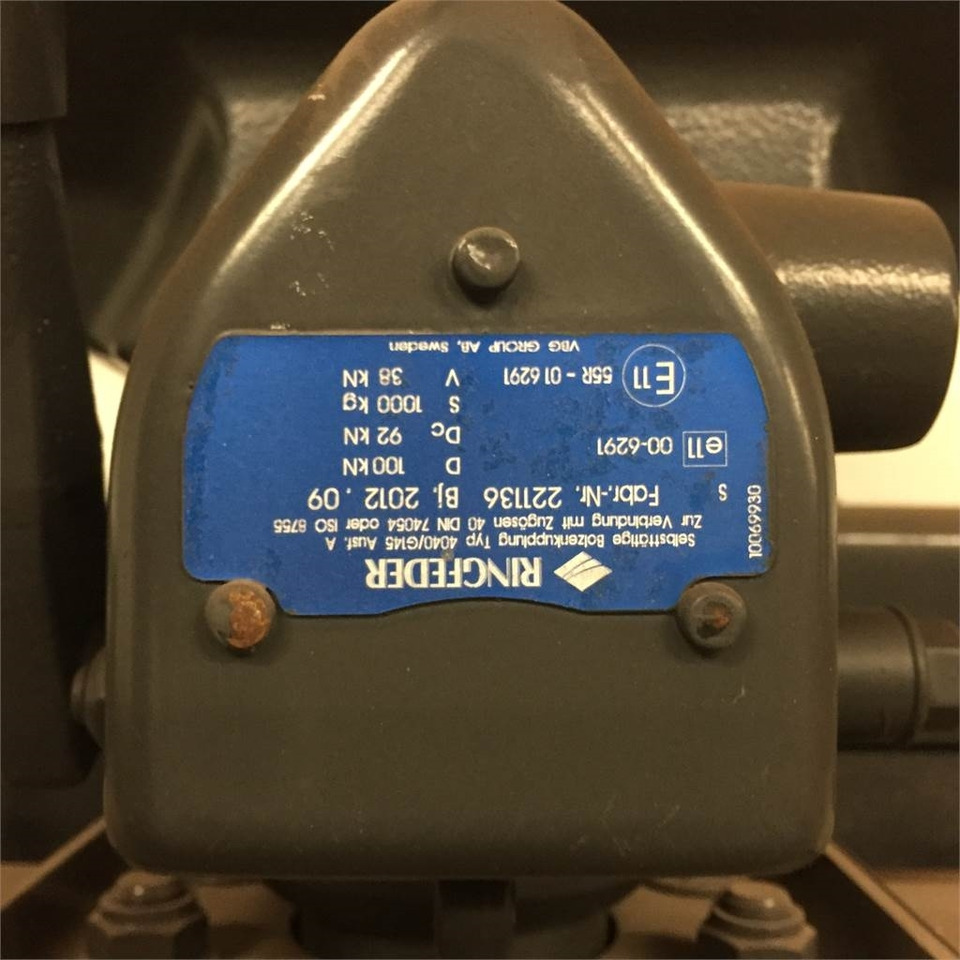 RINGFEDER
Selbsttätige Bolzenkupplung Typ 4040/G145 Ausf. A
Zur Verbindung mit Zugösen 40 DIN 74054 oder ISO 8755
S Fabr.-Nr. 221136 Bj. 2012 . 09
e11 00-6291
E11 55R - 01 6291
D 100 kN
Dc 92 kN
S 1000 kg
V 38 kN
VBG GROUP AB, Sweden
10069930